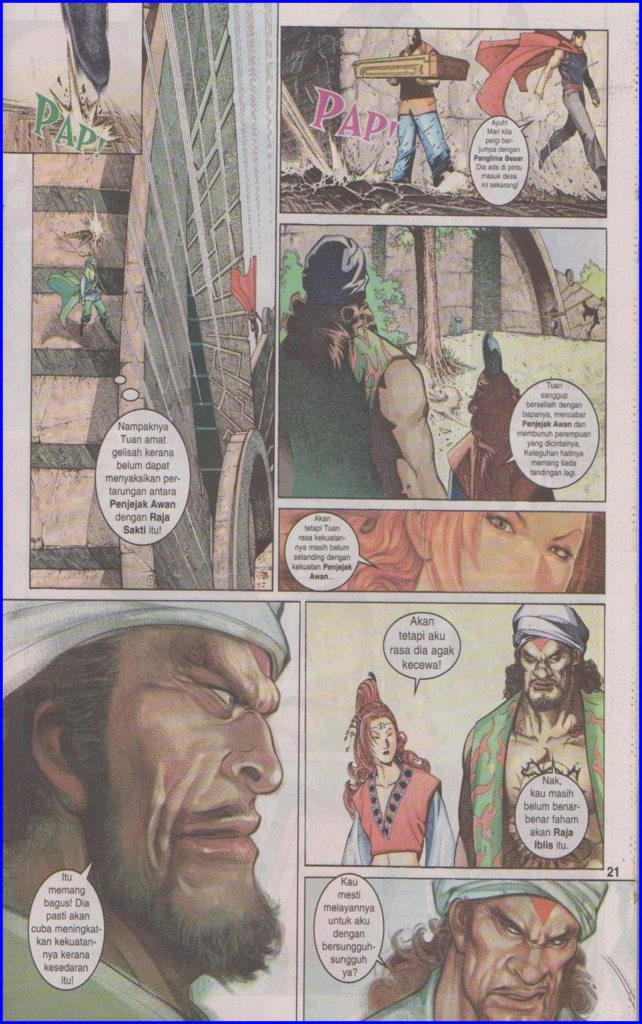 PAP!
PAP!
Ayuh!
Mari kita
pergi ber-
jumpa dengan
Panglima Besar.
Dia ada di pintu
masuk desa
ini sekarang!
Nampaknya
Tuan amat
gelisah kerana
belum dapat
menyaksikan per-
tarungan antara
Penjejak Awan
dengan Raja
Sakti itu!
Tuan
sanggup
berselisih dengan
bapanya, mencabar
Penjejak Awan dan
membunuh perempuan
yang dicintainya,
Keteguhan hatinya
memang tiada
tandingan lagi.
Akan
tetapi Tuan
rasa kekuatan-
nya masih belum
setanding dengan
kekuatan Penjejak
Awan...
Akan
tetapi aku
rasa dia agak
kecewa!
Nak,
kau masih
belum benar-
benar faham
akan Raja
Iblis itu.
21
Itu
memang
bagus! Dia
pasti akan
cuba meningkat-
kan kekuatan-
nya kerana
kesedaran
itu!
Kau
mesti
melayannya
untuk aku
dengan
bersungguh-
sungguh
ya?